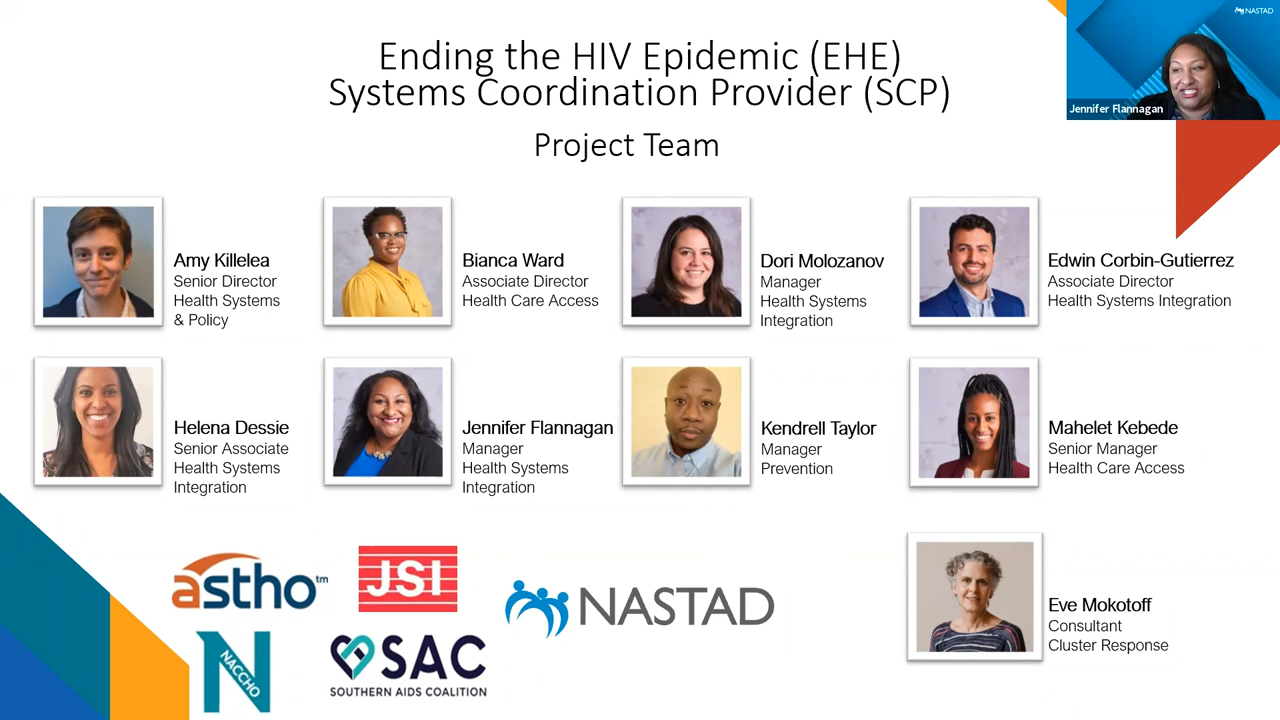 Ending the HIV Epidemic (EHE)
Systems Coordination Provider (SCP)
Project Team
NASTAD
Jennifer Flannagan
Amy Killelea
Senior Director
Health Systems
& Policy
Bianca Ward
Associate Director
Health Care Access
Dori Molozanov
Manager
Health Systems
Integration
Edwin Corbin-Gutierrez
Associate Director
Health Systems Integration
Helena Dessie
Senior Associate
Health Systems
Integration
Jennifer Flannagan
Manager
Health Systems
Integration
Kendrell Taylor
Manager
Prevention
Mahelet Kebede
Senior Manager
Health Care Access
astho™
JSI
NASTAD
N
NACCHO
SAC
SOUTHERN AIDS COALITION
Eve Mokotoff
Consultant
Cluster Response